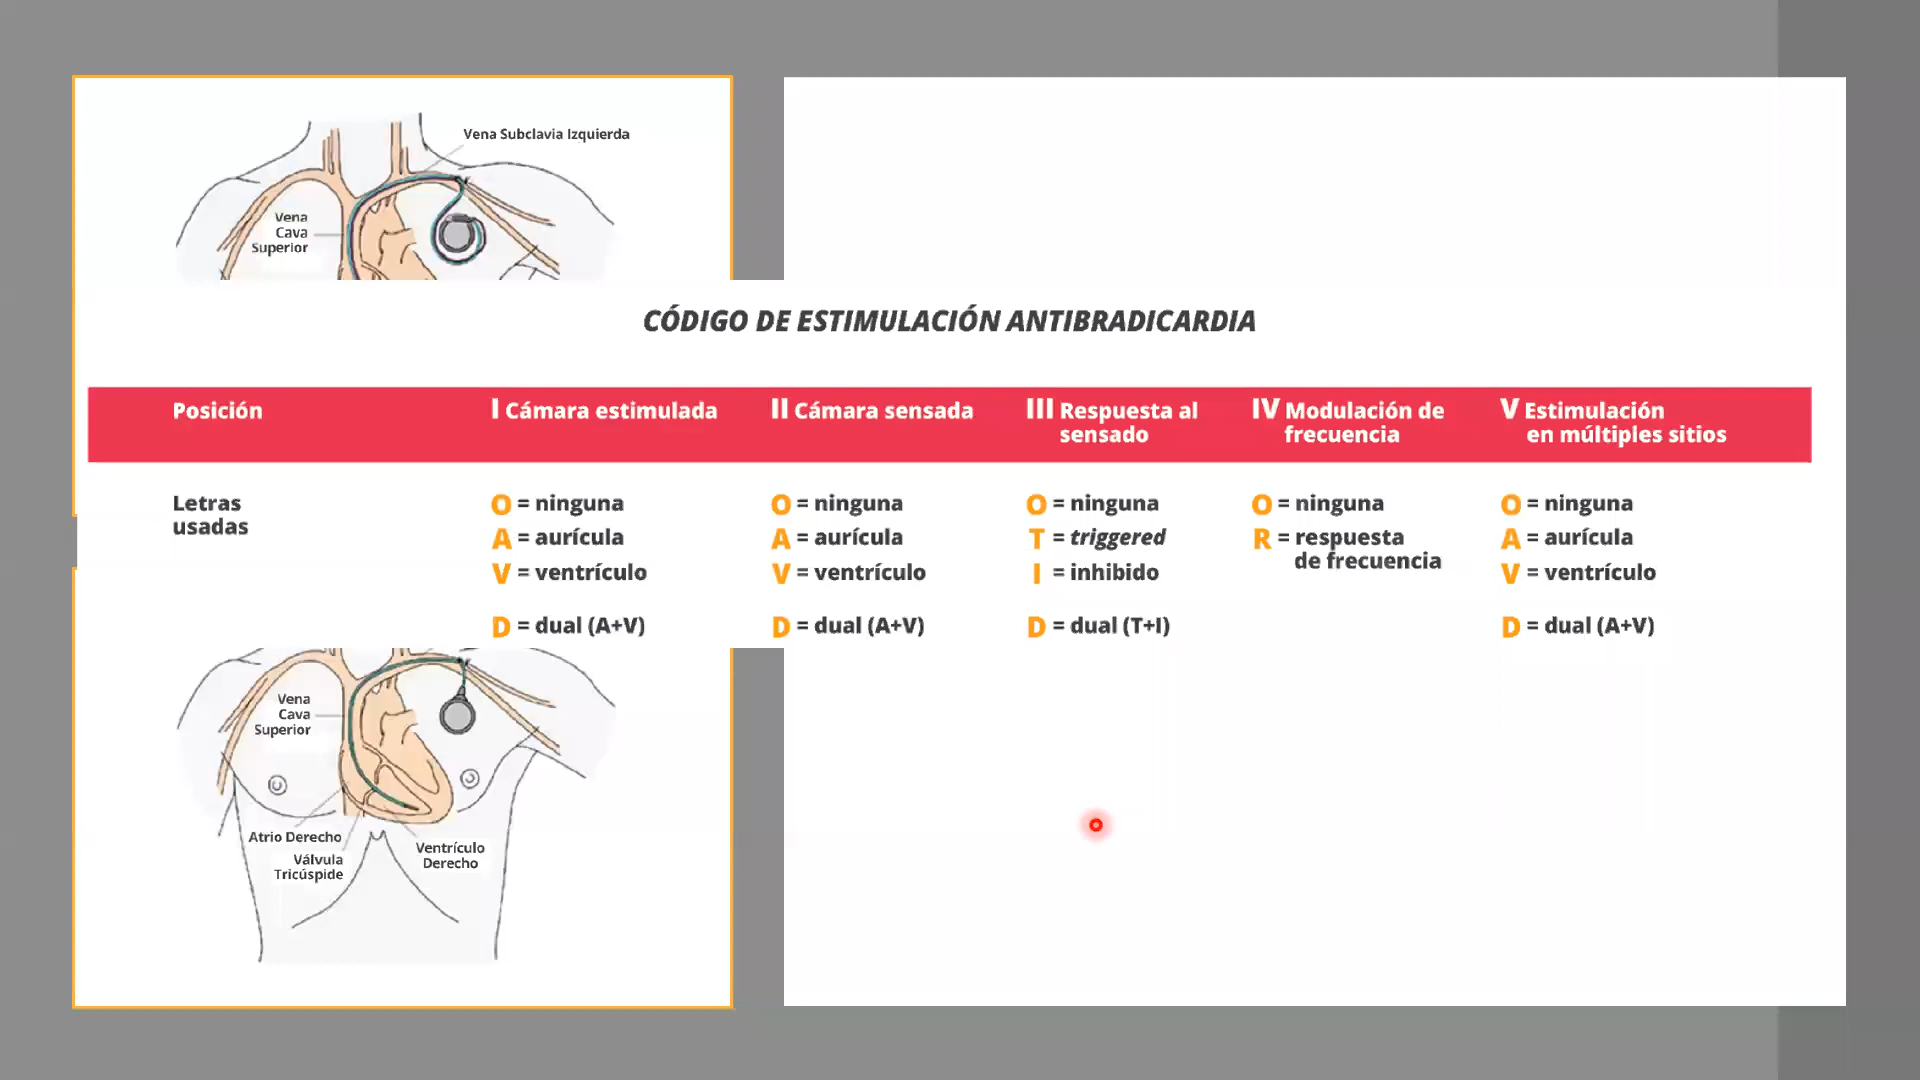 Vena Subclavia Izquierda
Vena
Cava
Superior
CÓDIGO DE ESTIMULACIÓN ANTIBRADICARDIA
Posición
I Cámara estimulada
II Cámara sensada
III Respuesta al
sensado
IV Modulación de
frecuencia
V Estimulación
en múltiples sitios
Letras
usadas
O = ninguna
A = aurícula
V = ventrículo
D = dual (A+V)
O = ninguna
A = aurícula
V = ventrículo
D = dual (A+V)
O = ninguna
T = triggered
I = inhibido
D = dual (T+I)
O = ninguna
R = respuesta
de frecuencia
O = ninguna
A = aurícula
V = ventrículo
D = dual (A+V)
Vena
Cava
Superior
Atrio Derecho
Válvula
Tricúspide
Ventrículo
Derecho